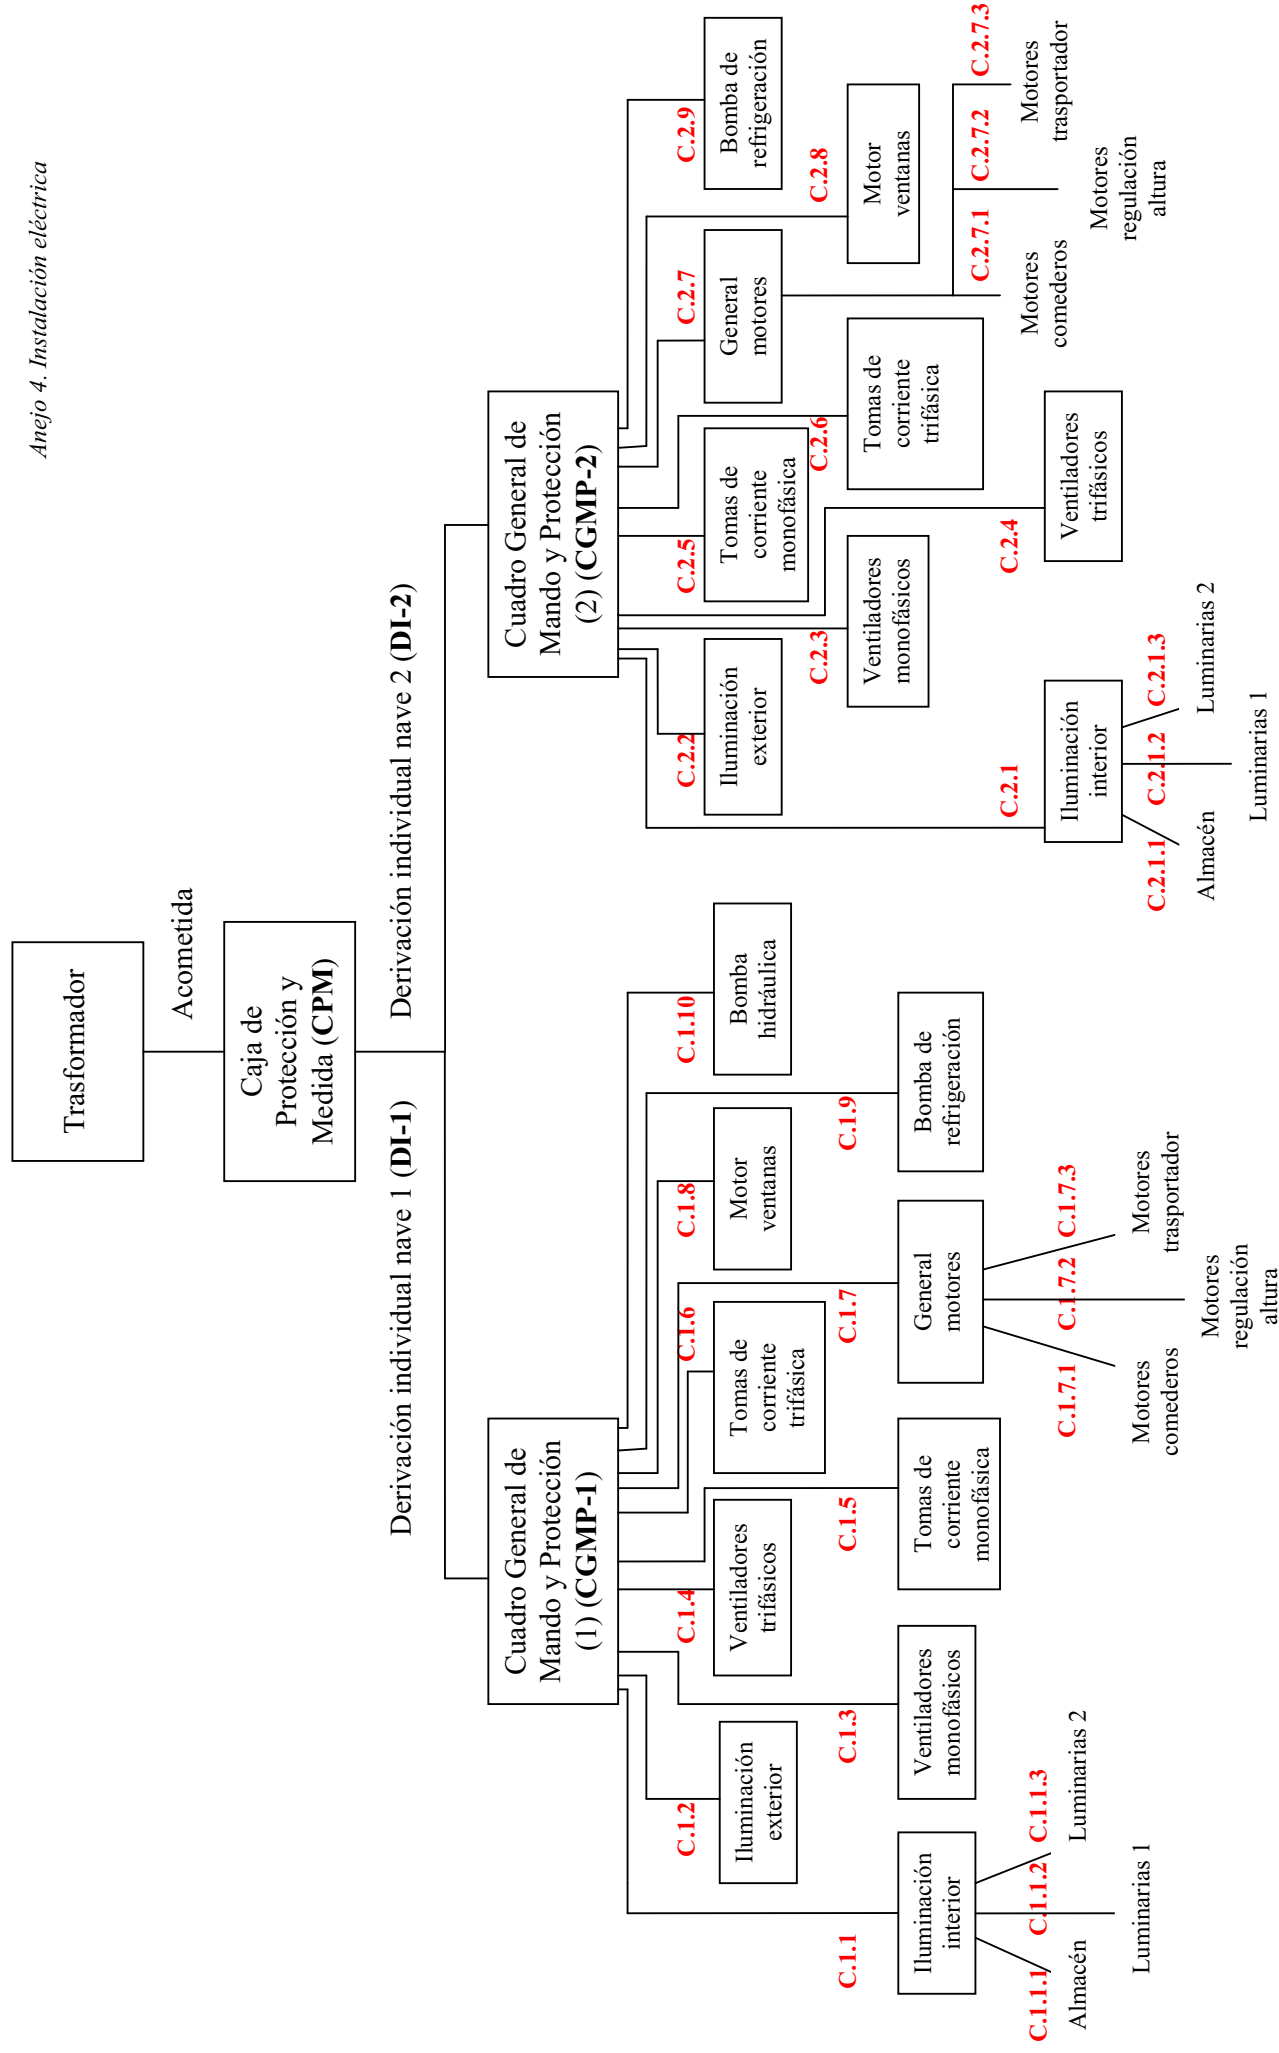 Anejo 4. Instalación eléctrica
Trasformador
Acometida
Caja de
Protección y
Medida (CPM)
Derivación individual nave 1 (DI-1)
Derivación individual nave 2 (DI-2)
Cuadro General de
Mando y Protección
(1) (CGMP-1)
Cuadro General de
Mando y Protección
(2) (CGMP-2)
C.1.1
Iluminación
interior
C.1.1.1
Almacén
C.1.1.2
Luminarias 1
C.1.1.3
Luminarias 2
C.1.2
Iluminación
exterior
C.1.3
Ventiladores
monofásicos
C.1.4
Ventiladores
trifásicos
C.1.5
Tomas de
corriente
monofásica
C.1.6
Tomas de
corriente
trifásica
C.1.7
General
motores
C.1.7.1
Motores
comederos
C.1.7.2
Motores
regulación
altura
C.1.7.3
Motores
trasportador
C.1.8
Motor
ventanas
C.1.9
Bomba de
refrigeración
C.1.10
Bomba
hidráulica
C.2.1
Iluminación
interior
C.2.1.1
Almacén
C.2.1.2
Luminarias 1
C.2.1.3
Luminarias 2
C.2.2
Iluminación
exterior
C.2.3
Ventiladores
monofásicos
C.2.4
Ventiladores
trifásicos
C.2.5
Tomas de
corriente
monofásica
C.2.6
Tomas de
corriente
trifásica
C.2.7
General
motores
C.2.7.1
Motores
comederos
C.2.7.2
Motores
regulación
altura
C.2.7.3
Motores
trasportador
C.2.8
Motor
ventanas
C.2.9
Bomba de
refrigeración